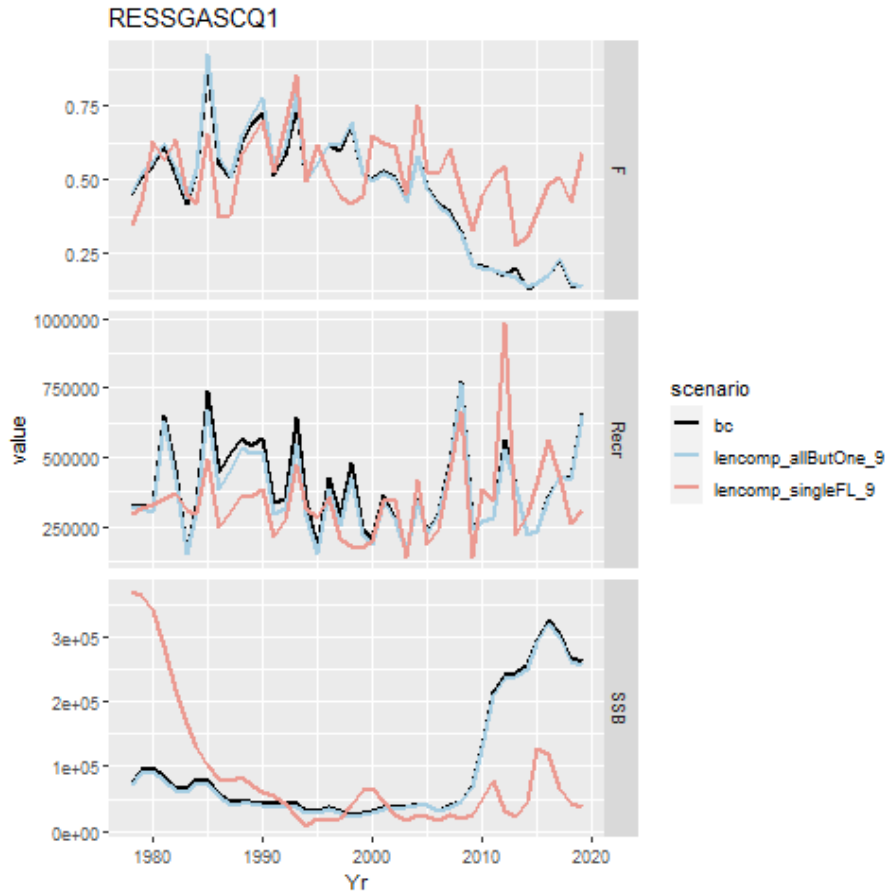 RESSGASCQ1
0.75
0.50
0.25
F
1000000
750000
500000
250000
Recr
value
3e+05
2e+05
1e+05
0e+00
SSB
1980
1990
2000
2010
2020
Yr
scenario
bc
lencomp_allButOne_9
lencomp_singleFL_9